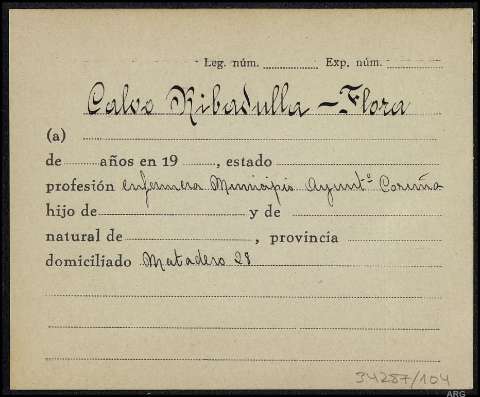 Leg. núm. Exp. núm.
Calvo Ribadulla - Flora
(a)
de años en 19 , estado
profesión enfermera Municipio Ayuntº Coruña
hijo de y de
natural de , provincia
domiciliado Matadero 28
34287/104
ARG